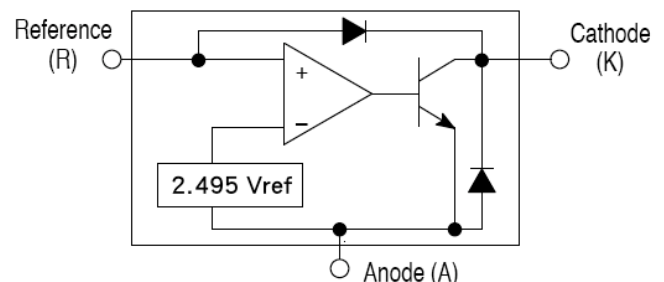 Reference
(R)
Cathode
(K)
+
−
2.495 Vref
Anode (A)